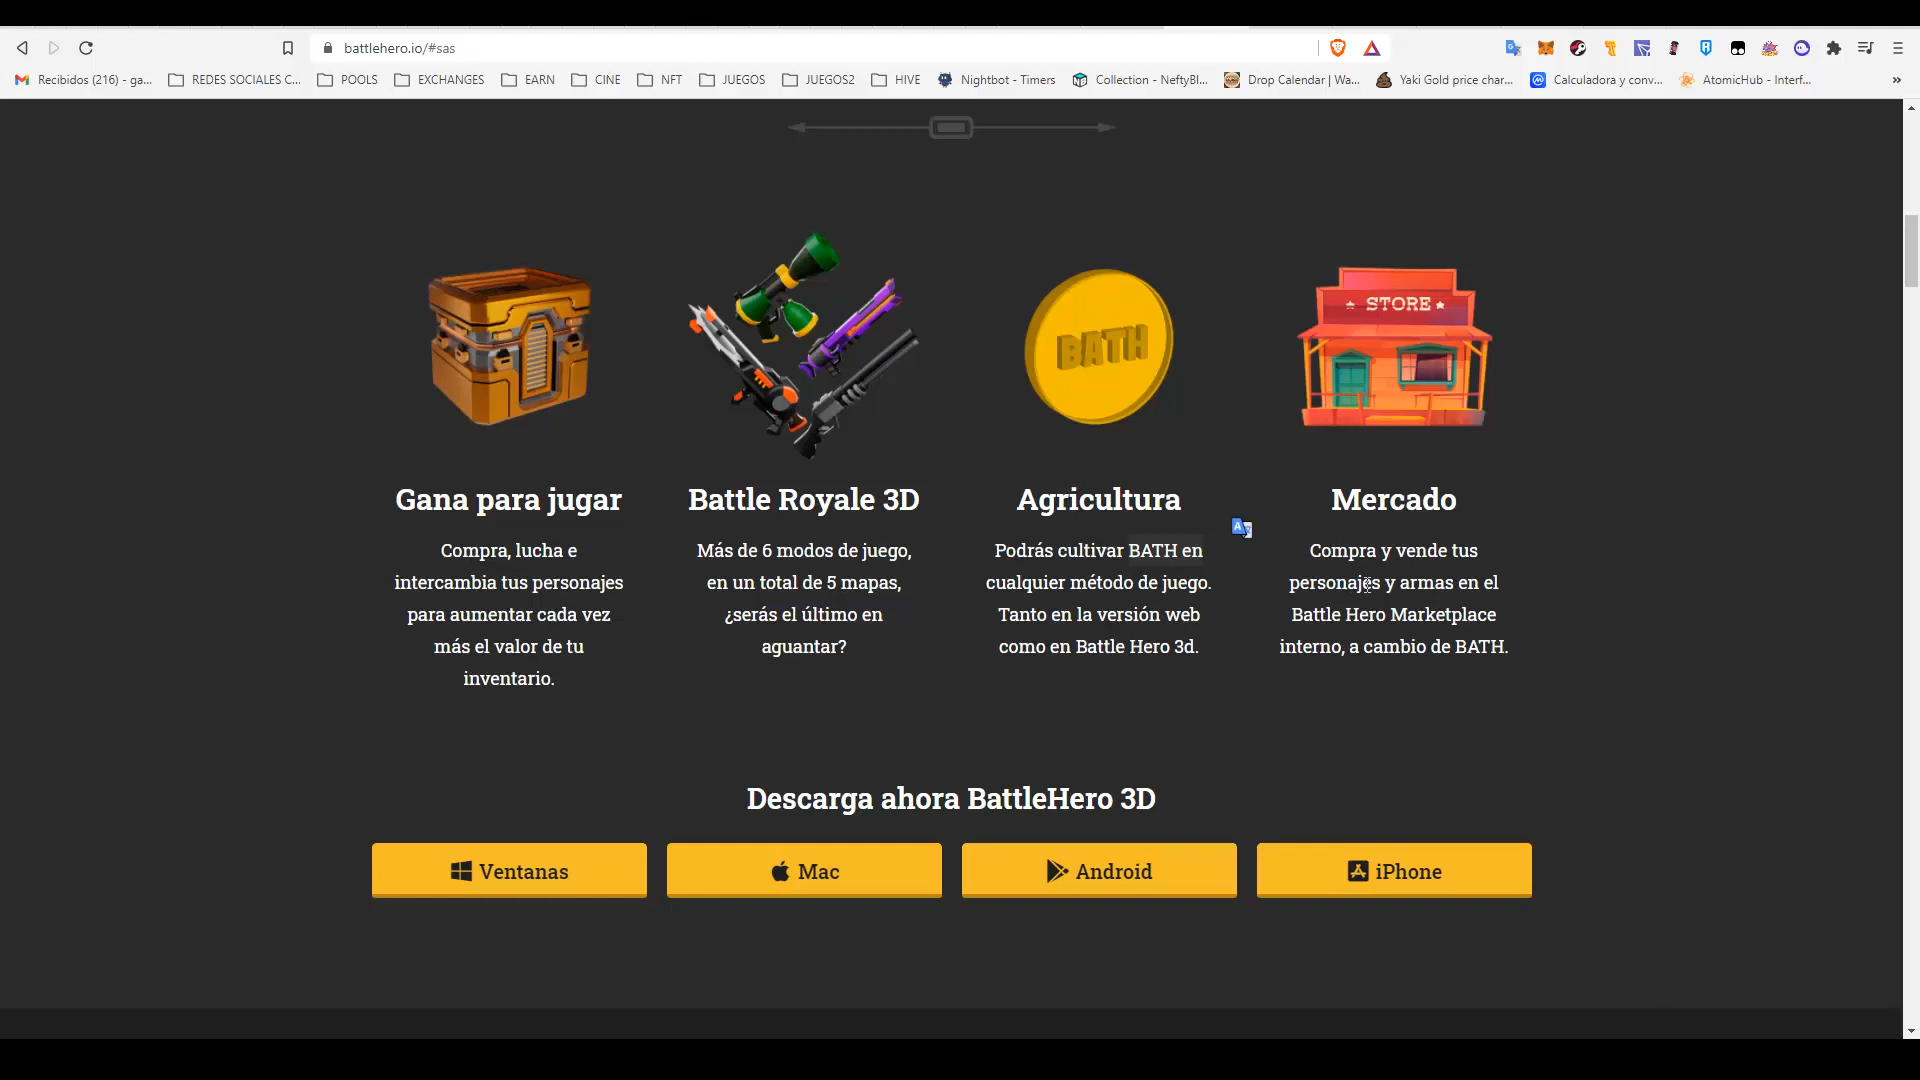 battlehero.io/#sas
Recibidos (216) - ga...
REDES SOCIALES C...
POOLS
EXCHANGES
EARN
CINE
NFT
JUEGOS
JUEGOS2
HIVE
Nightbot - Timers
Collection - NeftyBl...
Drop Calendar | Wa...
Yaki Gold price char...
Calculadora y conv...
AtomicHub - Interf...
STORE
BATH
Gana para jugar
Compra, lucha e
intercambia tus personajes
para aumentar cada vez
más el valor de tu
inventario.
Battle Royale 3D
Más de 6 modos de juego,
en un total de 5 mapas,
¿serás el último en
aguantar?
Agricultura
Podrás cultivar BATH en
cualquier método de juego.
Tanto en la versión web
como en Battle Hero 3d.
Mercado
Compra y vende tus
personajes y armas en el
Battle Hero Marketplace
interno, a cambio de BATH.
Descarga ahora BattleHero 3D
Ventanas
Mac
Android
iPhone